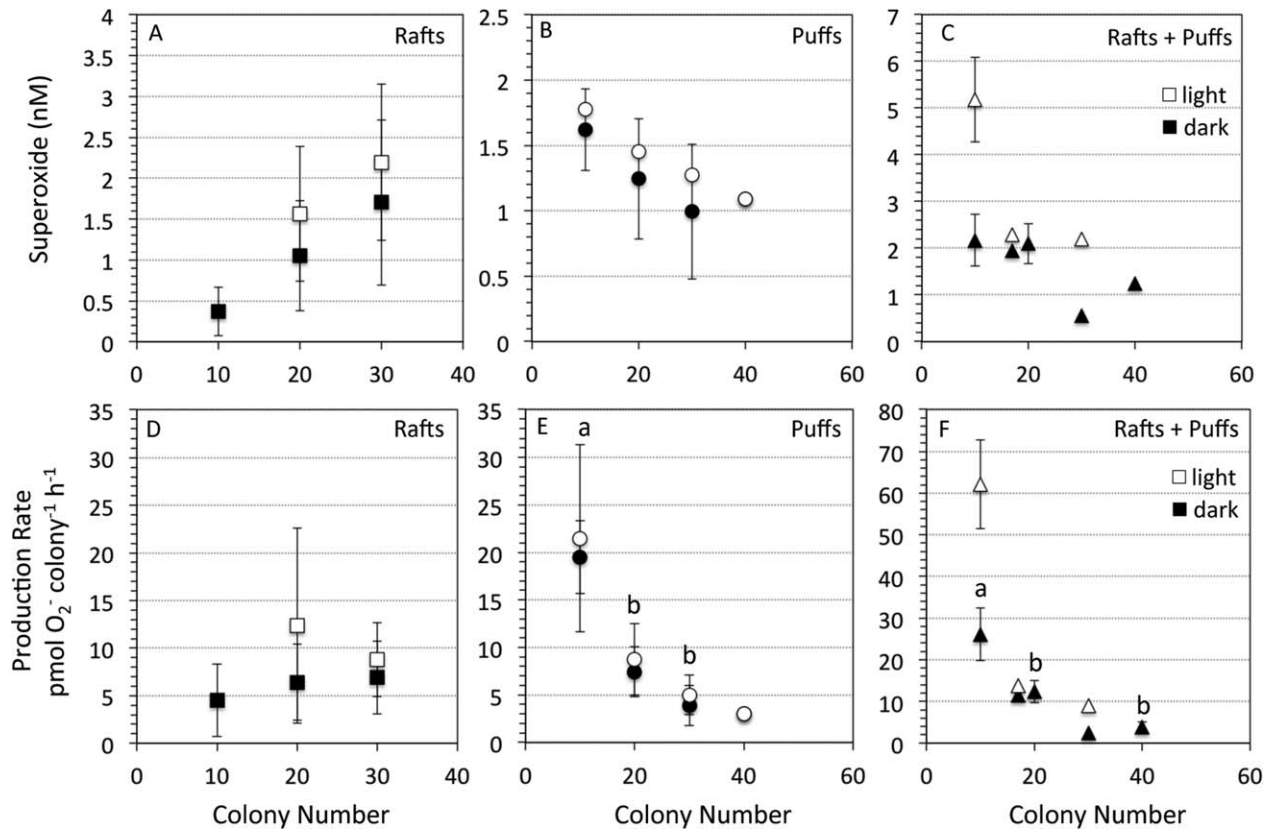 A Rafts
B Puffs
C Rafts + Puffs
light
dark
Superoxide (nM)
4
3.5
3
2.5
2
1.5
1
0.5
0
0 10 20 30 40
2.5
2
1.5
1
0.5
0
0 20 40 60
7
6
5
4
3
2
1
0
0 20 40 60
D Rafts
E a Puffs
b
b
F Rafts + Puffs
light
dark
a
b
b
Production Rate
pmol O₂⁻ colony⁻¹ h⁻¹
35
30
25
20
15
10
5
0
0 10 20 30 40
35
30
25
20
15
10
5
0
0 20 40 60
80
70
60
50
40
30
20
10
0
0 20 40 60
Colony Number Colony Number Colony Number